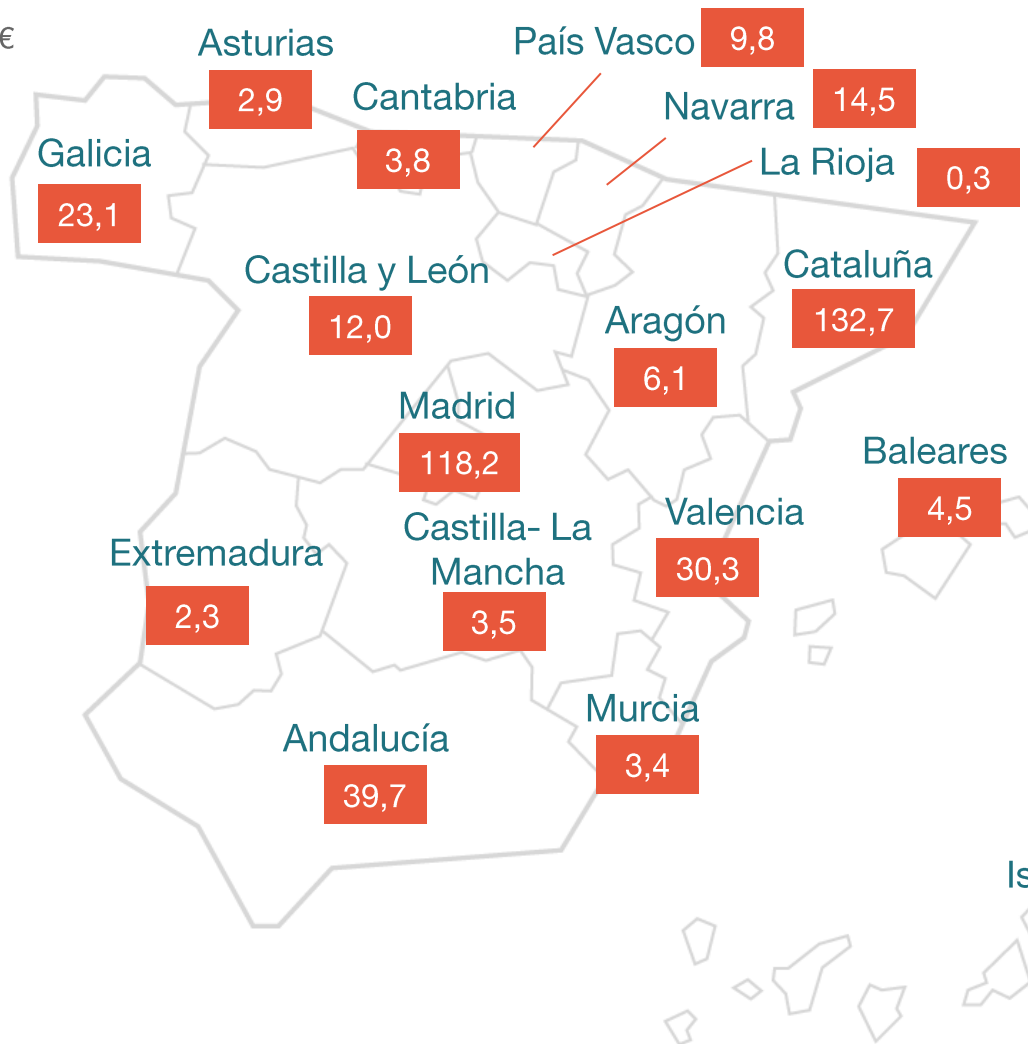 €
Asturias
2,9
País Vasco
9,8
Cantabria
3,8
Navarra
14,5
Galicia
23,1
La Rioja
0,3
Castilla y León
12,0
Cataluña
132,7
Aragón
6,1
Madrid
118,2
Baleares
4,5
Castilla- La
Mancha
3,5
Valencia
30,3
Extremadura
2,3
Murcia
3,4
Andalucía
39,7
Is